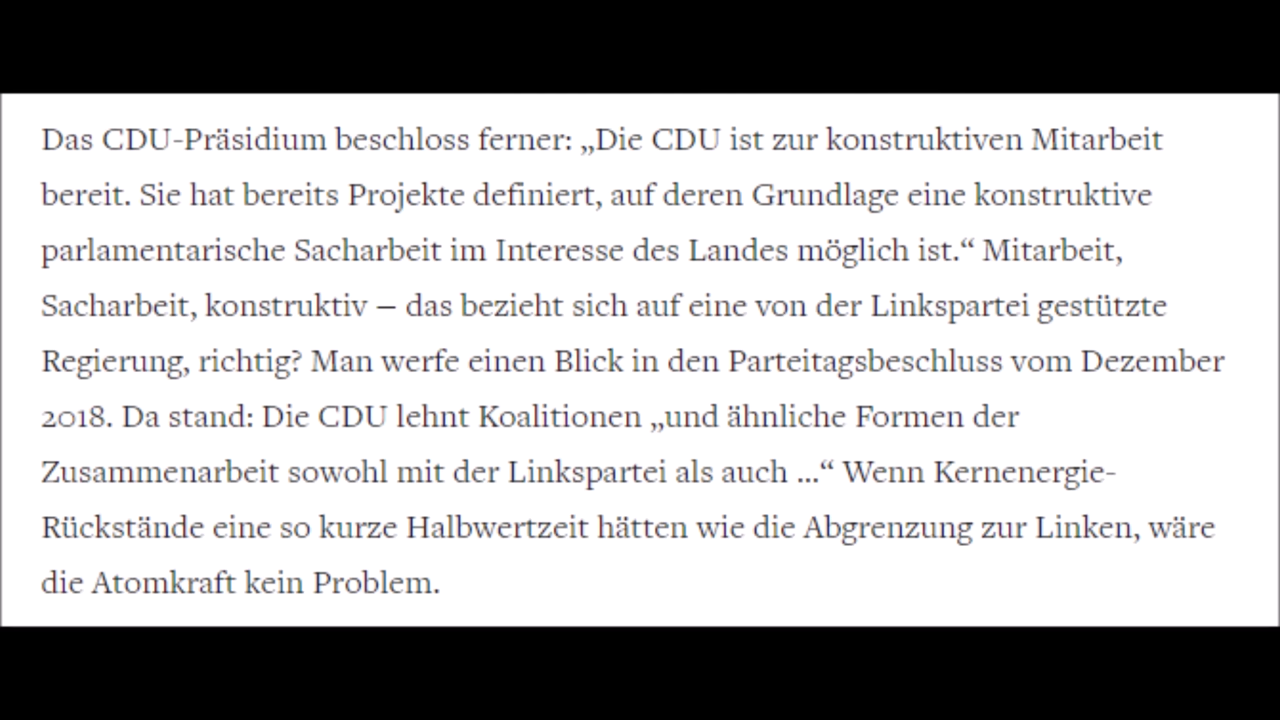 Das CDU-Präsidium beschloss ferner: „Die CDU ist zur konstruktiven Mitarbeit
bereit. Sie hat bereits Projekte definiert, auf deren Grundlage eine konstruktive
parlamentarische Sacharbeit im Interesse des Landes möglich ist.“ Mitarbeit,
Sacharbeit, konstruktiv – das bezieht sich auf eine von der Linkspartei gestützte
Regierung, richtig? Man werfe einen Blick in den Parteitagsbeschluss vom Dezember
2018. Da stand: Die CDU lehnt Koalitionen „und ähnliche Formen der
Zusammenarbeit sowohl mit der Linkspartei als auch ...“ Wenn Kernenergie-
Rückstände eine so kurze Halbwertzeit hätten wie die Abgrenzung zur Linken, wäre
die Atomkraft kein Problem.